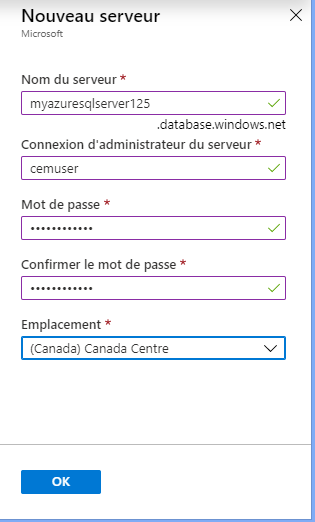 Nouveau serveur
Microsoft
Nom du serveur *
myazuresqlserver125
.database.windows.net
Connexion d'administrateur du serveur *
cemuser
Mot de passe *
••••••••••••
Confirmer le mot de passe *
••••••••••••
Emplacement *
(Canada) Canada Centre
OK